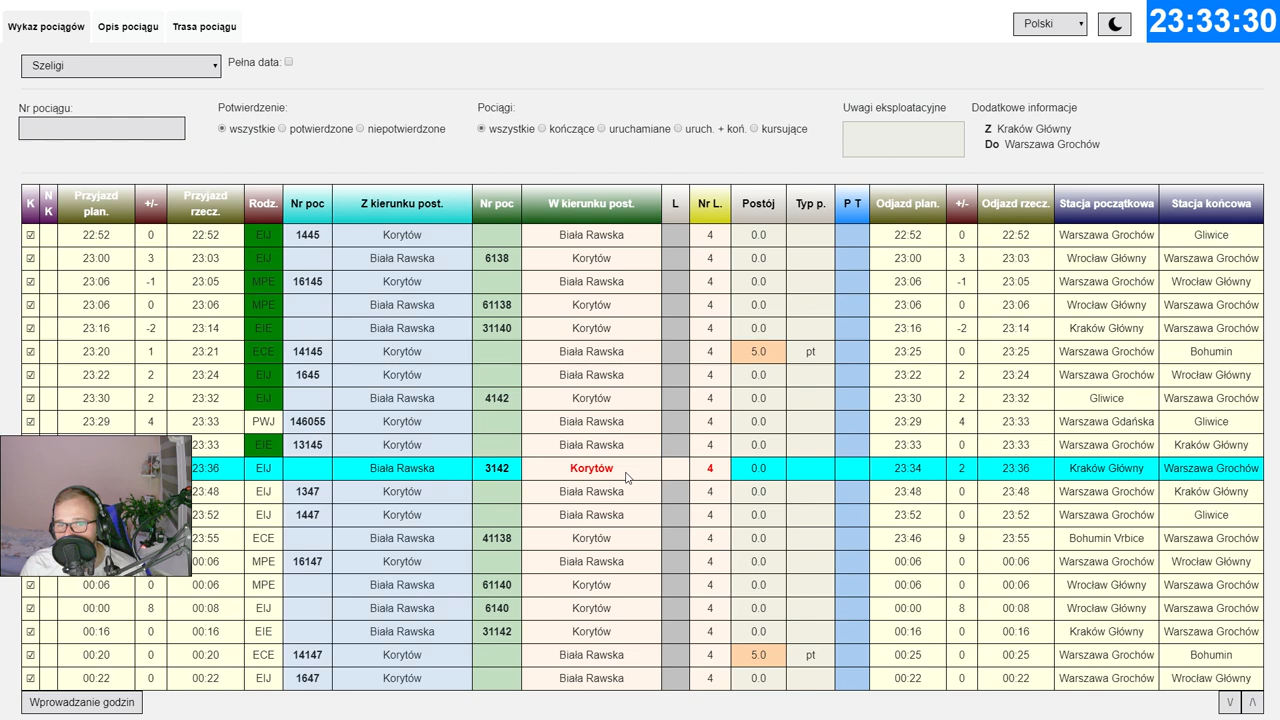 Wykaz pociągów Opis pociągu Trasa pociągu Polski 23:33:30
Szeligi Pełna data:
Nr pociągu: Potwierdzenie: Pociągi: Uwagi eksploatacyjne Dodatkowe informacje
wszystkie potwierdzone niepotwierdzone wszystkie kończące uruchamiane uruch. + koń. kursujące Z Kraków Główny
Do Warszawa Grochów
K N K Przyjazd plan. +/- Przyjazd rzecz. Rodz. Nr poc Z kierunku post. Nr poc W kierunku post. L Nr L. Postój Typ p. P T Odjazd plan. +/- Odjazd rzecz. Stacja początkowa Stacja końcowa
22:52 0 22:52 EIJ 1445 Korytów Biała Rawska 4 0.0 22:52 0 22:52 Warszawa Grochów Gliwice
23:00 3 23:03 EIJ Biała Rawska 6138 Korytów 4 0.0 23:00 3 23:03 Wrocław Główny Warszawa Grochów
23:06 -1 23:05 MPE 16145 Korytów Biała Rawska 4 0.0 23:06 -1 23:05 Warszawa Grochów Wrocław Główny
23:06 0 23:06 MPE Biała Rawska 61138 Korytów 4 0.0 23:06 0 23:06 Wrocław Główny Warszawa Grochów
23:16 -2 23:14 EIE Biała Rawska 31140 Korytów 4 0.0 23:16 -2 23:14 Kraków Główny Warszawa Grochów
23:20 1 23:21 ECE 14145 Korytów Biała Rawska 4 5.0 pt 23:25 0 23:25 Warszawa Grochów Bohumin
23:22 2 23:24 EIJ 1645 Korytów Biała Rawska 4 0.0 23:22 2 23:24 Warszawa Grochów Wrocław Główny
23:30 2 23:32 EIJ Biała Rawska 4142 Korytów 4 0.0 23:30 2 23:32 Gliwice Warszawa Grochów
23:29 4 23:33 PWJ 146055 Korytów Biała Rawska 4 0.0 23:29 4 23:33 Warszawa Gdańska Gliwice
23:33 EIE 13145 Korytów Biała Rawska 4 0.0 23:33 0 23:33 Warszawa Grochów Kraków Główny
23:36 EIJ Biała Rawska 3142 Korytów 4 0.0 23:34 2 23:36 Kraków Główny Warszawa Grochów
23:48 EIJ 1347 Korytów Biała Rawska 4 0.0 23:48 0 23:48 Warszawa Grochów Kraków Główny
23:52 EIJ 1447 Korytów Biała Rawska 4 0.0 23:52 0 23:52 Warszawa Grochów Gliwice
23:55 ECE Biała Rawska 41138 Korytów 4 0.0 23:46 9 23:55 Bohumin Vrbice Warszawa Grochów
00:06 MPE 16147 Korytów Biała Rawska 4 0.0 00:06 0 00:06 Warszawa Grochów Wrocław Główny
00:06 0 00:06 MPE Biała Rawska 61140 Korytów 4 0.0 00:06 0 00:06 Wrocław Główny Warszawa Grochów
00:00 8 00:08 EIJ Biała Rawska 6140 Korytów 4 0.0 00:00 8 00:08 Wrocław Główny Warszawa Grochów
00:16 0 00:16 EIE Biała Rawska 31142 Korytów 4 0.0 00:16 0 00:16 Kraków Główny Warszawa Grochów
00:20 0 00:20 ECE 14147 Korytów Biała Rawska 4 5.0 pt 00:25 0 00:25 Warszawa Grochów Bohumin
00:22 0 00:22 EIJ 1647 Korytów Biała Rawska 4 0.0 00:22 0 00:22 Warszawa Grochów Wrocław Główny
Wprowadzanie godzin \/ /\